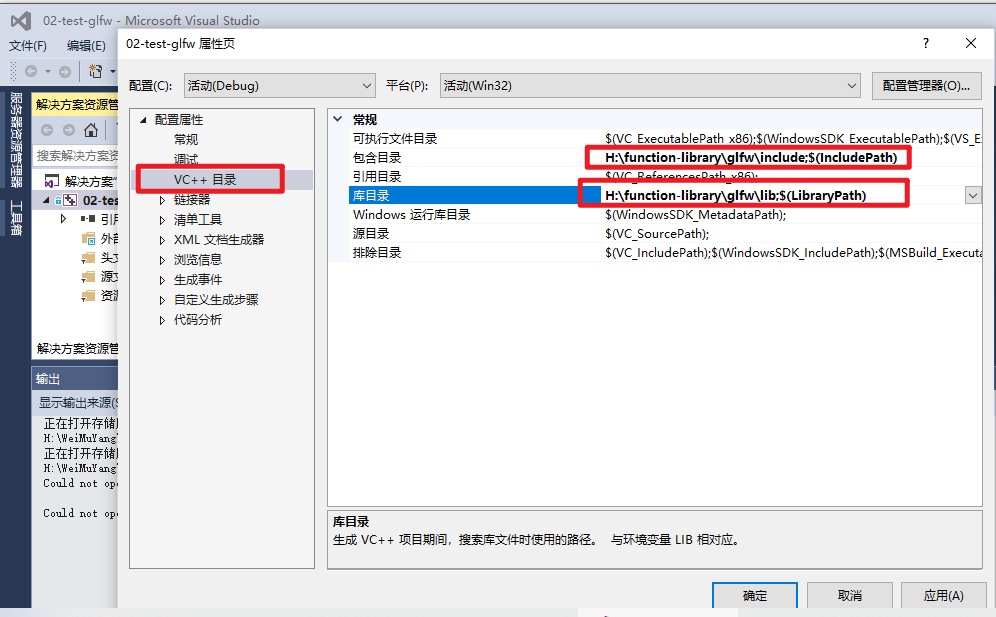 02-test-glfw - Microsoft Visual Studio
文件(F) 编辑(E)
02-test-glfw 属性页
?
配置(C): 活动(Debug) 平台(P): 活动(Win32) 配置管理器(O)...
服务器资源管理器
工具箱
解决方案资源管
搜索解决方案资
解决方案"
02-tes
引用
外部
头文
源文
资源
解决方案资源管
配置属性
常规
调试
VC++ 目录
链接器
清单工具
XML 文档生成器
浏览信息
生成事件
自定义生成步骤
代码分析
常规
可执行文件目录 $(VC_ExecutablePath_x86);$(WindowsSDK_ExecutablePath);$(VS_E
包含目录 H:\function-library\glfw\include;$(IncludePath)
引用目录 $(VC_ReferencesPath_x86);
库目录 H:\function-library\glfw\lib;$(LibraryPath)
Windows 运行库目录 $(WindowsSDK_MetadataPath);
源目录 $(VC_SourcePath);
排除目录 $(VC_IncludePath);$(WindowsSDK_IncludePath);$(MSBuild_Executa
库目录
生成 VC++ 项目期间，搜索库文件时使用的路径。 与环境变量 LIB 相对应。
输出
显示输出来源(S
正在打开存储
H:\WeiMuYang\
正在打开存储
H:\WeiMuYang\
Could not ope
Could not ope
确定 取消 应用(A)